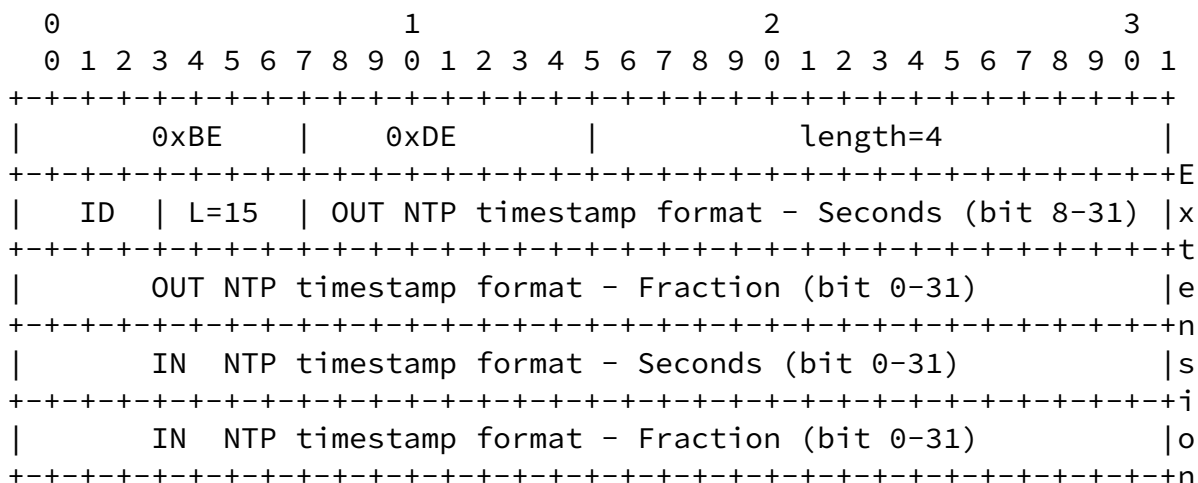 0                   1                   2                   3
   0 1 2 3 4 5 6 7 8 9 0 1 2 3 4 5 6 7 8 9 0 1 2 3 4 5 6 7 8 9 0 1
 +-+-+-+-+-+-+-+-+-+-+-+-+-+-+-+-+-+-+-+-+-+-+-+-+-+-+-+-+-+-+-+-+
 |       0xBE    |    0xDE       |           length=4            |
 +-+-+-+-+-+-+-+-+-+-+-+-+-+-+-+-+-+-+-+-+-+-+-+-+-+-+-+-+-+-+-+-+E
 |   ID  | L=15  | OUT NTP timestamp format - Seconds (bit 8-31) |x
 +-+-+-+-+-+-+-+-+-+-+-+-+-+-+-+-+-+-+-+-+-+-+-+-+-+-+-+-+-+-+-+-+t
 |       OUT NTP timestamp format - Fraction (bit 0-31)          |e
 +-+-+-+-+-+-+-+-+-+-+-+-+-+-+-+-+-+-+-+-+-+-+-+-+-+-+-+-+-+-+-+-+n
 |       IN  NTP timestamp format - Seconds (bit 0-31)           |s
 +-+-+-+-+-+-+-+-+-+-+-+-+-+-+-+-+-+-+-+-+-+-+-+-+-+-+-+-+-+-+-+-+i
 |       IN  NTP timestamp format - Fraction (bit 0-31)          |o
 +-+-+-+-+-+-+-+-+-+-+-+-+-+-+-+-+-+-+-+-+-+-+-+-+-+-+-+-+-+-+-+-+n